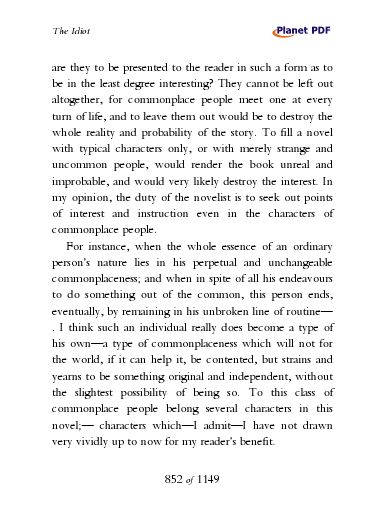 The Idiot
Planet PDF
are they to be presented to the reader in such a form as to
be in the least degree interesting? They cannot be left out
altogether, for commonplace people meet one at every
turn of life, and to leave them out would be to destroy the
whole reality and probability of the story. To fill a novel
with typical characters only, or with merely strange and
uncommon people, would render the book unreal and
improbable, and would very likely destroy the interest. In
my opinion, the duty of the novelist is to seek out points
of interest and instruction even in the characters of
commonplace people.
For instance, when the whole essence of an ordinary
person's nature lies in his perpetual and unchangeable
commonplaceness; and when in spite of all his endeavours
to do something out of the common, this person ends,
eventually, by remaining in his unbroken line of routine—
. I think such an individual really does become a type of
his own—a type of commonplaceness which will not for
the world, if it can help it, be contented, but strains and
yearns to be something original and independent, without
the slightest possibility of being so. To this class of
commonplace people belong several characters in this
novel;— characters which—I admit—I have not drawn
very vividly up to now for my reader's benefit.
852 of 1149